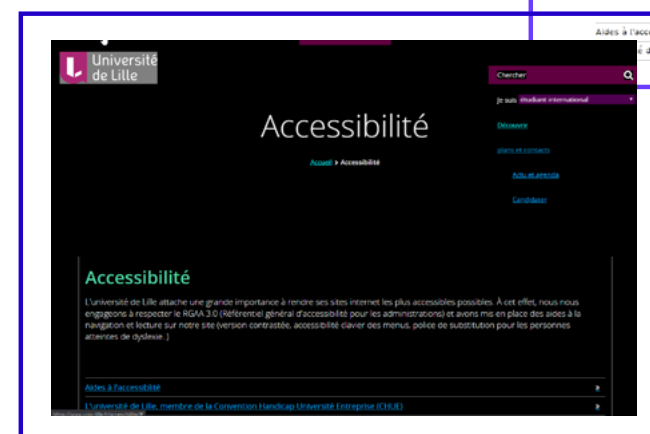 Aides à l'acc
é d
Université
de Lille
Chercher
Je suis étudiant international
Découvrir
plans et contacts
Actu et agenda
Candidater
Accessibilité
Accueil > Accessibilité
Accessibilité
L'université de Lille attache une grande importance à rendre ses sites internet les plus accessibles possibles. À cet effet, nous nous
engageons à respecter le RGAA 3.0 (Référentiel général d'accessibilité pour les administrations) et avons mis en place des aides à la
navigation et lecture sur notre site (version contrastée, accessibilité clavier des menus, police de substitution pour les personnes
atteintes de dyslexie. )
Aides à l'accessibilité
L'université de Lille, membre de la Convention Handicap Université Entreprise (CHUE)